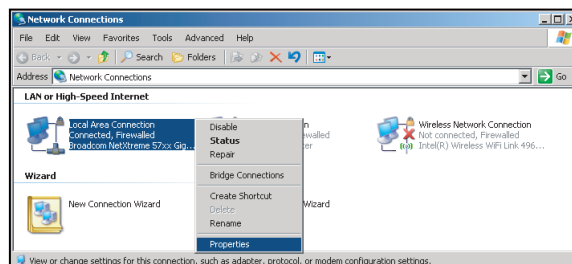 Network Connections
File Edit View Favorites Tools Advanced Help
Back Search Folders
Address Network Connections Go
LAN or High-Speed Internet
Local Area Connection
Connected, Firewalled
Broadcom NetXtreme 57xx Gig...
Disable
Status
Repair
Bridge Connections
Create Shortcut
Delete
Rename
Properties
Wireless Network Connection
Not connected, Firewalled
Intel(R) Wireless WiFi Link 496...
Wizard
New Connection Wizard
Wizard
View or change settings for this connection, such as adapter, protocol, or modem configuration settings.